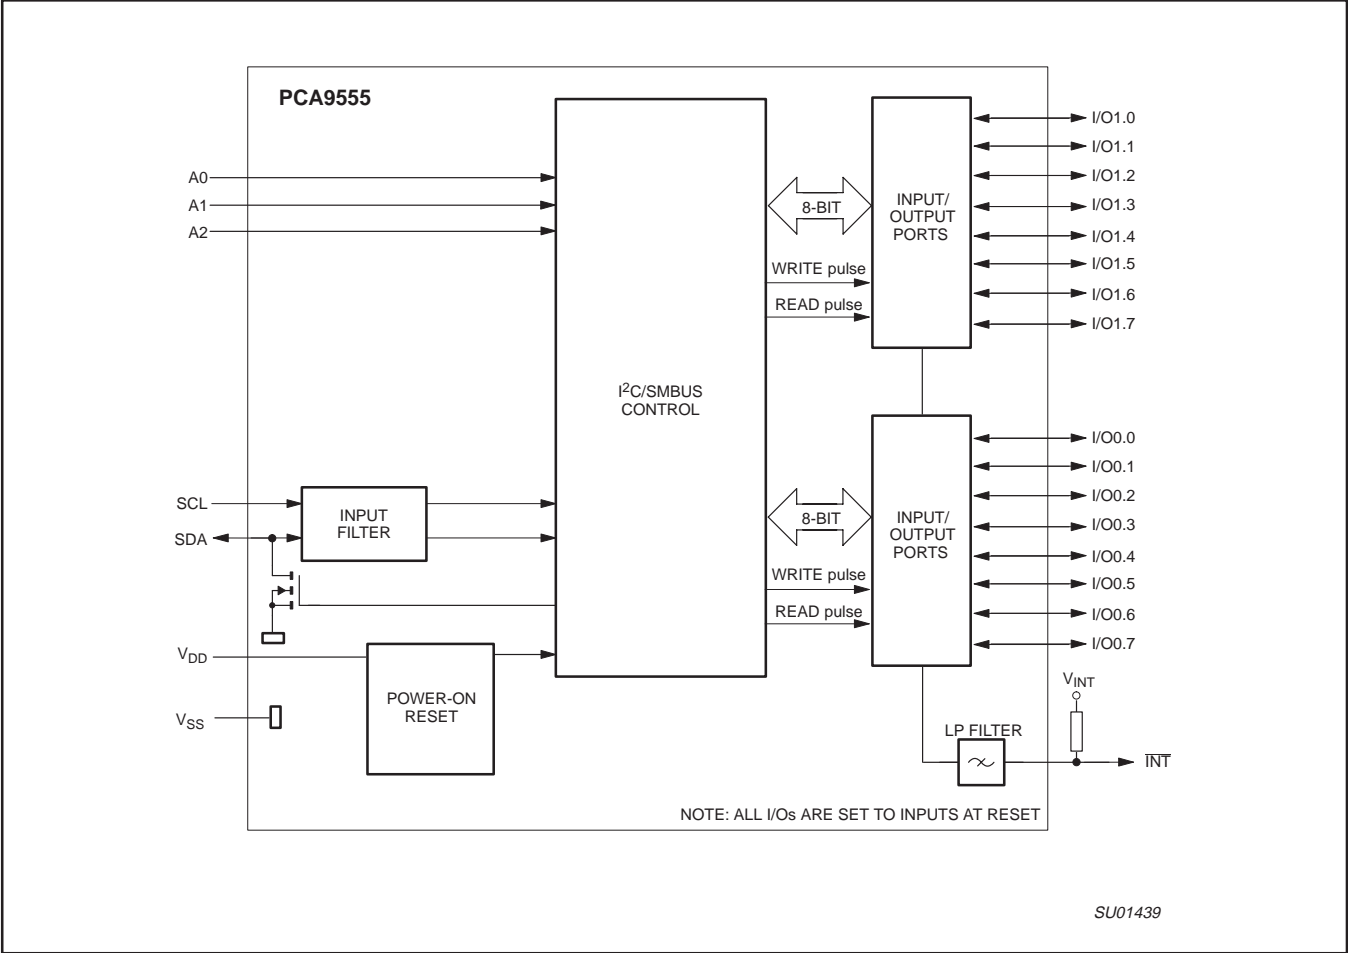 PCA9555
A0
A1
A2
SCL
SDA
VDD
VSS
INPUT
FILTER
POWER-ON
RESET
I²C/SMBUS
CONTROL
8-BIT
WRITE pulse
READ pulse
INPUT/
OUTPUT
PORTS
I/O1.0
I/O1.1
I/O1.2
I/O1.3
I/O1.4
I/O1.5
I/O1.6
I/O1.7
8-BIT
WRITE pulse
READ pulse
INPUT/
OUTPUT
PORTS
I/O0.0
I/O0.1
I/O0.2
I/O0.3
I/O0.4
I/O0.5
I/O0.6
I/O0.7
VINT
LP FILTER
INT
NOTE: ALL I/Os ARE SET TO INPUTS AT RESET
SU01439